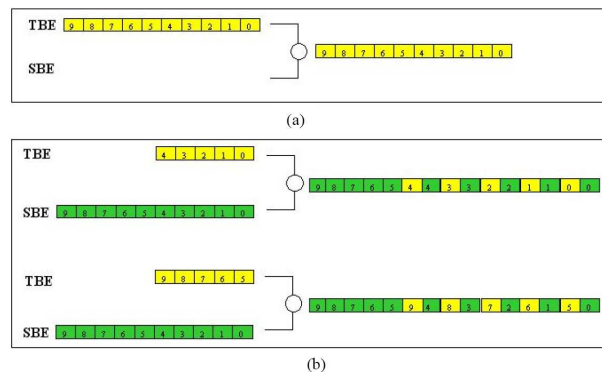 TBE 9 8 7 6 5 4 3 2 1 0
9 8 7 6 5 4 3 2 1 0
SBE
(a)
TBE 4 3 2 1 0
9 8 7 6 5 4 4 3 3 2 2 1 1 0 0
SBE 9 8 7 6 5 4 3 2 1 0
TBE 9 8 7 6 5
9 8 7 6 5 9 4 8 3 7 2 6 1 5 0
SBE 9 8 7 6 5 4 3 2 1 0
(b)